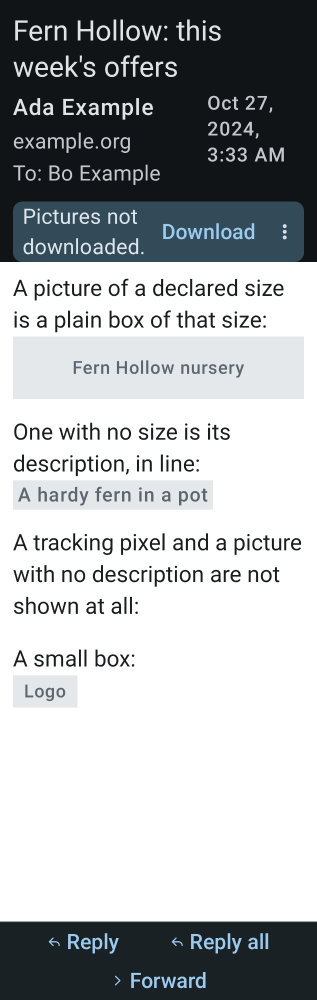 Fern Hollow: this
week's offers
Ada Example
example.org
To: Bo Example
Oct 27,
2024,
3:33 AM
Pictures not
downloaded.
Download
A picture of a declared size
is a plain box of that size:
Fern Hollow nursery
One with no size is its
description, in line:
A hardy fern in a pot
A tracking pixel and a picture
with no description are not
shown at all:
A small box:
Logo
Reply
Reply all
Forward